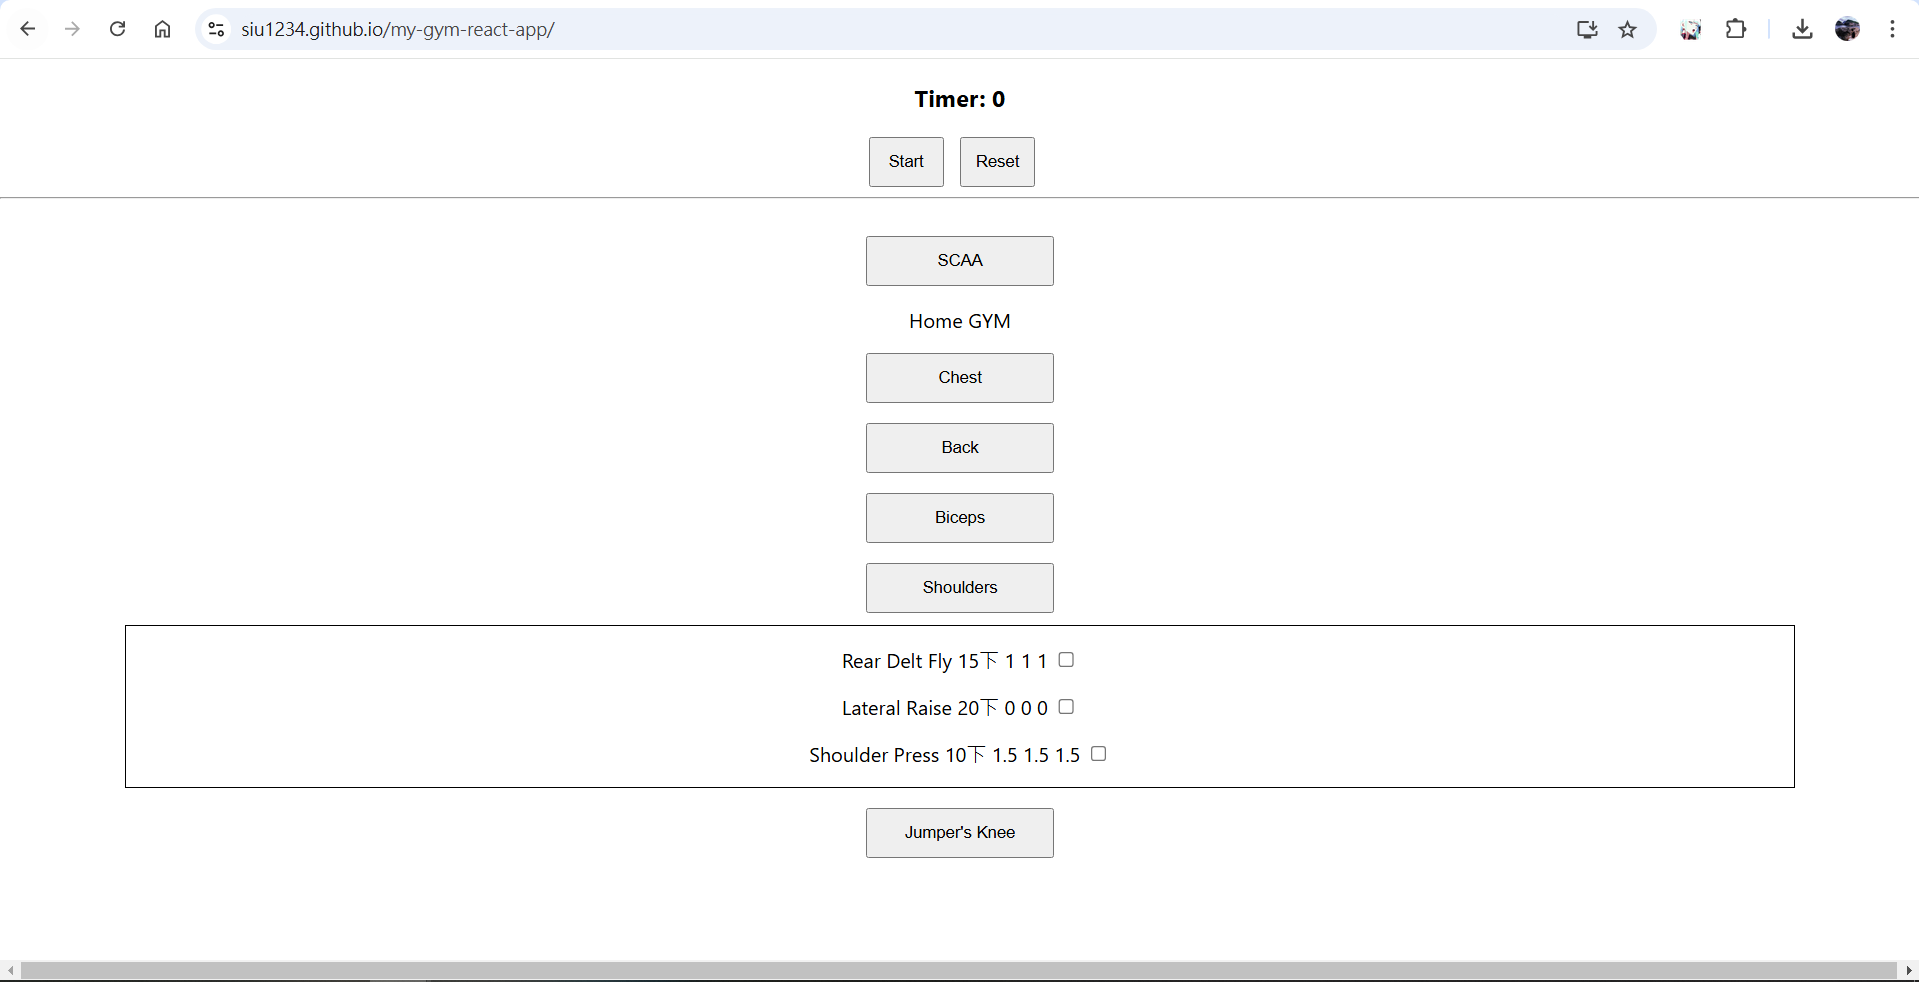 siu1234.github.io/my-gym-react-app/
Timer: 0
Start Reset
SCAA
Home GYM
Chest
Back
Biceps
Shoulders
Rear Delt Fly 15下 1 1 1
Lateral Raise 20下 0 0 0
Shoulder Press 10下 1.5 1.5 1.5
Jumper's Knee